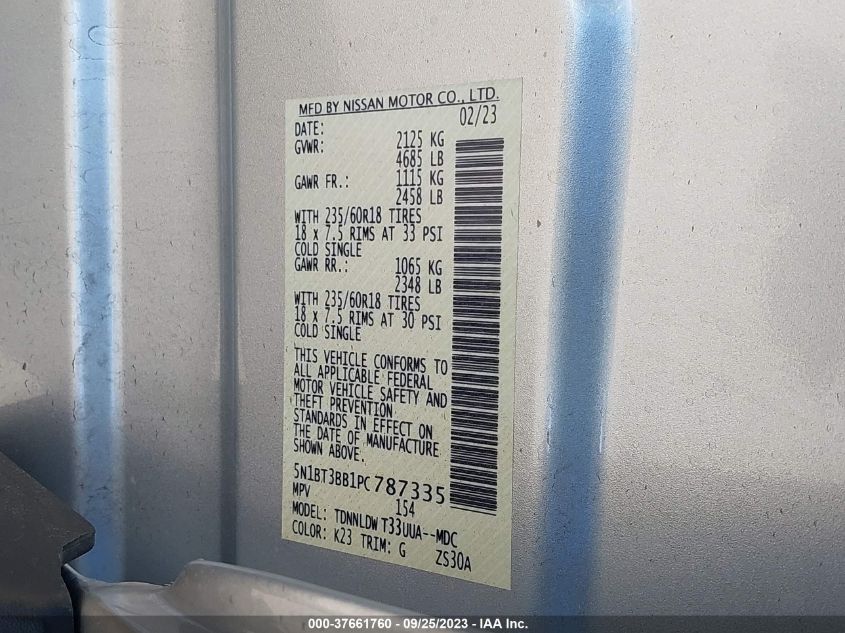 MFD BY NISSAN MOTOR CO., LTD.
DATE: 02/23
GVWR: 2125 KG
4685 LB
GAWR FR.: 1115 KG
2458 LB
WITH 235/60R18 TIRES
18 x 7.5 RIMS AT 33 PSI
COLD SINGLE
GAWR RR.: 1065 KG
2348 LB
WITH 235/60R18 TIRES
18 x 7.5 RIMS AT 30 PSI
COLD SINGLE
THIS VEHICLE CONFORMS TO
ALL APPLICABLE FEDERAL
MOTOR VEHICLE SAFETY AND
THEFT PREVENTION
STANDARDS IN EFFECT ON
THE DATE OF MANUFACTURE
SHOWN ABOVE.
5N1BT3BB1PC787335
MPV 154
MODEL: TDNNLDW T33UUA--MDC
COLOR: K23 TRIM: G ZS30A
000-37661760 - 09/25/2023 - IAA Inc.